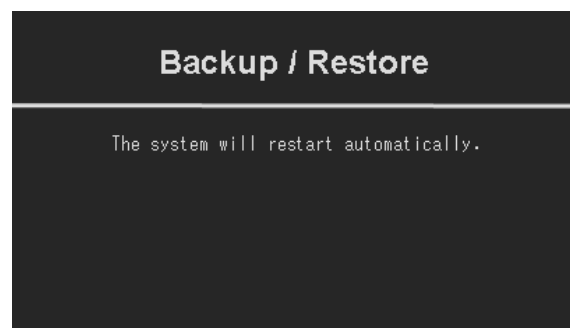 Backup / Restore
The system will restart automatically.